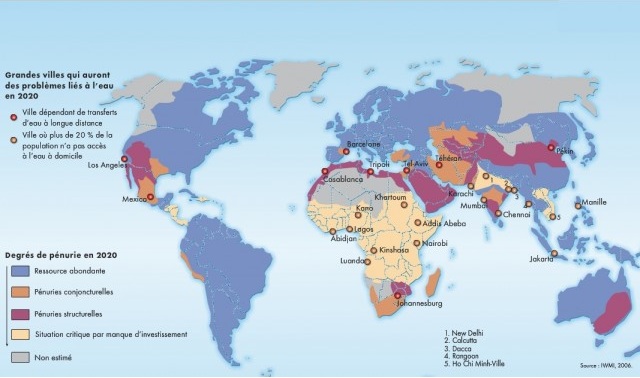 Grandes villes qui auront
des problèmes liés à l'eau
en 2020
Ville dépendant de transferts
d'eau à longue distance
Ville où plus de 20 % de la
population n'a pas accès
à l'eau à domicile
Los Angeles
Mexico
Barcelone
Casablanca
Tripoli
Tel-Aviv
Téhéran
Pékin
Karachi
Khartoum
Kano
Addis Abeba
Lagos
Abidjan
Nairobi
Kinshasa
Luanda
Johannesburg
Mumbai
Chennai
Manille
Jakarta
1
2
3
4
5
Degrés de pénurie en 2020
Ressource abondante
Pénuries conjoncturelles
Pénuries structurelles
Situation critique par manque d'investissement
Non estimé
1. New Delhi
2. Calcutta
3. Dacca
4. Rangoon
5. Ho Chi Minh-Ville
Source : IWMI, 2006.